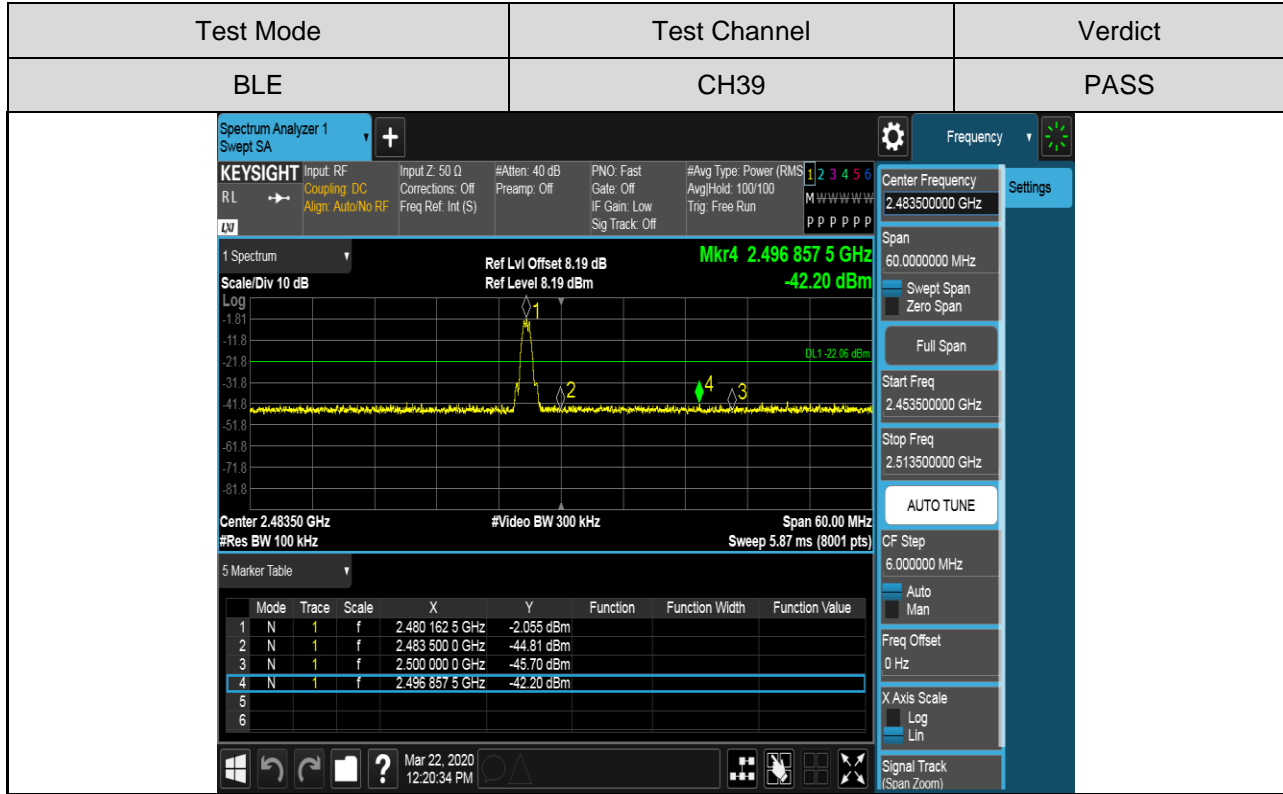 Test Mode Test Channel Verdict
BLE CH39 PASS
Spectrum Analyzer 1
Swept SA
+
Frequency
KEYSIGHT Input: RF Input Z: 50 Ω #Atten: 40 dB PNO: Fast #Avg Type: Power (RMS 1 2 3 4 5 6
RL Coupling: DC Corrections: Off Preamp: Off Gate: Off Avg|Hold: 100/100 M W W W W W
Align: Auto/No RF Freq Ref: Int (S) IF Gain: Low Trig: Free Run
LXI Sig Track: Off P P P P P P
Center Frequency
2.483500000 GHz
Settings
Span
60.0000000 MHz
Swept Span
Zero Span
Full Span
Start Freq
2.453500000 GHz
Stop Freq
2.513500000 GHz
AUTO TUNE
CF Step
6.000000 MHz
Auto
Man
Freq Offset
0 Hz
X Axis Scale
Log
Lin
Signal Track
(Span Zoom)
1 Spectrum
Ref Lvl Offset 8.19 dB Mkr4 2.496 857 5 GHz
Scale/Div 10 dB Ref Level 8.19 dBm -42.20 dBm
Log
1
-1.81
-11.8
DL1 -22.06 dBm
-21.8
-31.8
2 4 3
-41.8
-51.8
-61.8
-71.8
-81.8
Center 2.48350 GHz #Video BW 300 kHz Span 60.00 MHz
#Res BW 100 kHz Sweep 5.87 ms (8001 pts)
5 Marker Table
Mode Trace Scale X Y Function Function Width Function Value
1 N 1 f 2.480 162 5 GHz -2.055 dBm
2 N 1 f 2.483 500 0 GHz -44.81 dBm
3 N 1 f 2.500 000 0 GHz -45.70 dBm
4 N 1 f 2.496 857 5 GHz -42.20 dBm
5
6
? Mar 22, 2020
12:20:34 PM